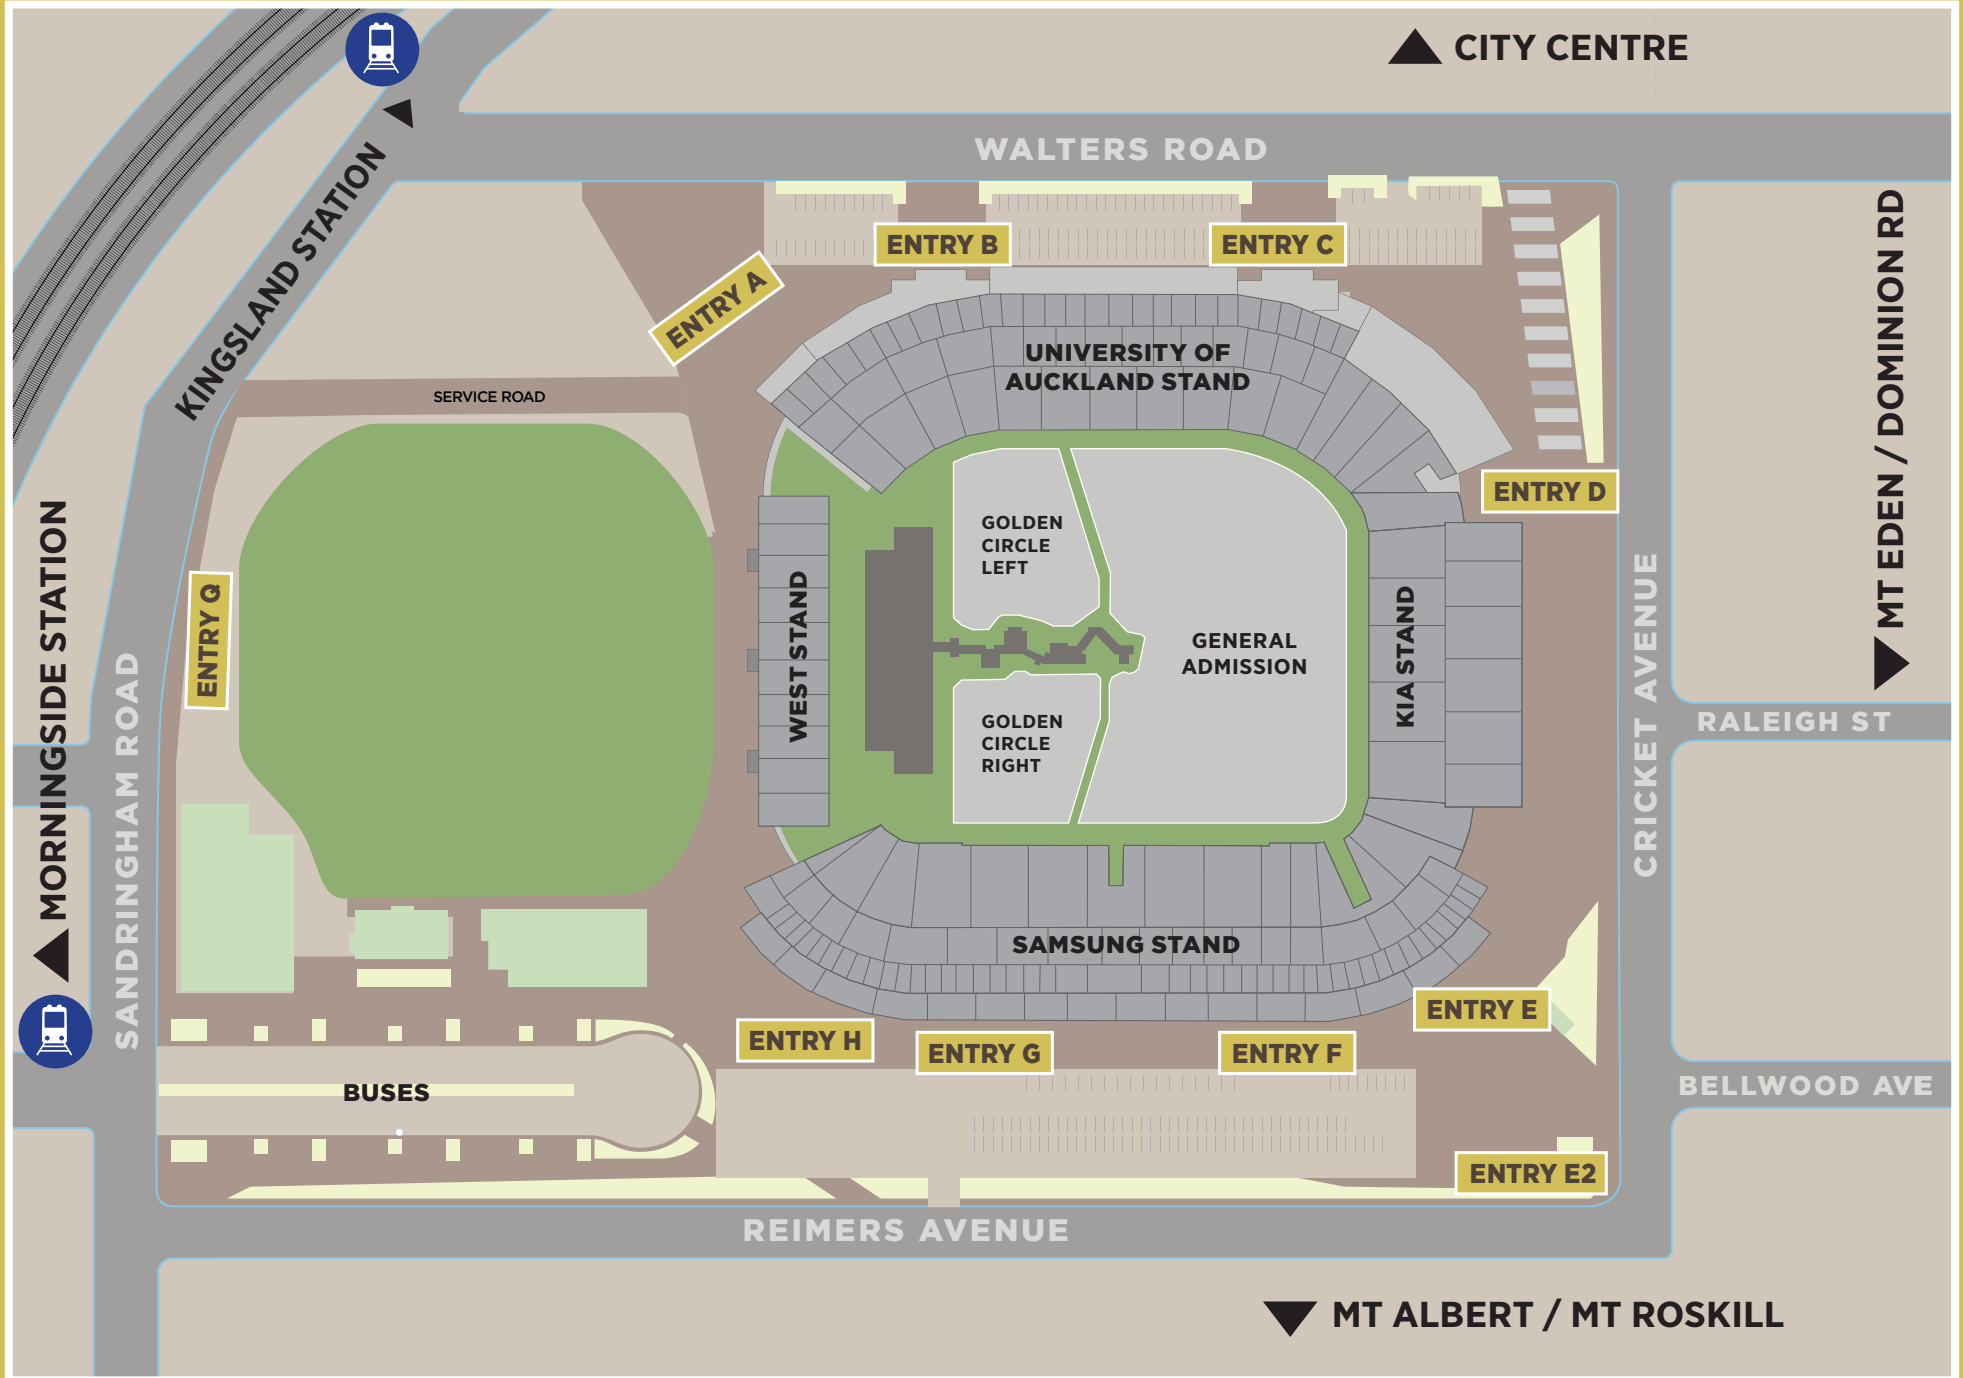 CITY CENTRE
WALTERS ROAD
KINGSLAND STATION
MT EDEN / DOMINION RD
ENTRY B
ENTRY C
ENTRY A
UNIVERSITY OF
AUCKLAND STAND
SERVICE ROAD
ENTRY D
GOLDEN
CIRCLE
LEFT
MORNINGSIDE STATION
SANDRINGHAM ROAD
ENTRY Q
WEST STAND
GENERAL
ADMISSION
KIA STAND
CRICKET AVENUE
RALEIGH ST
GOLDEN
CIRCLE
RIGHT
SAMSUNG STAND
ENTRY E
ENTRY H
ENTRY G
ENTRY F
BUSES
BELLWOOD AVE
ENTRY E2
REIMERS AVENUE
MT ALBERT / MT ROSKILL